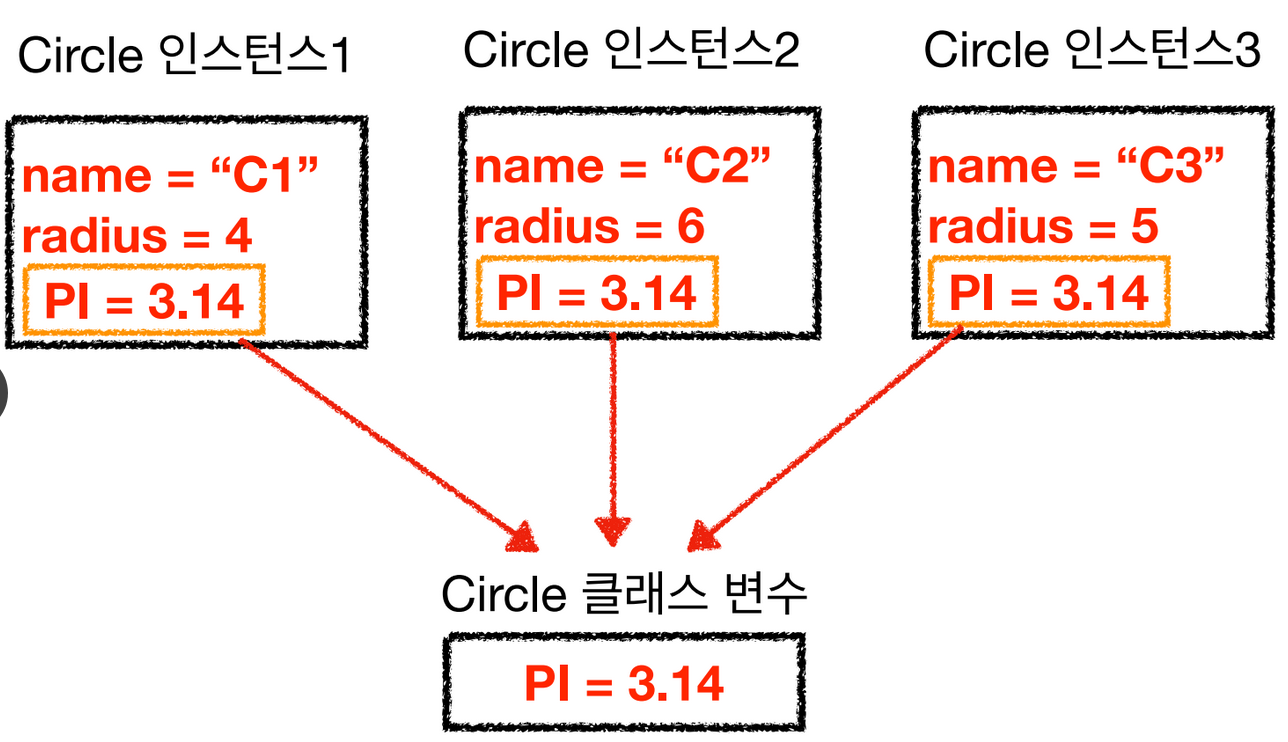 Circle 인스턴스1
name = “C1”
radius = 4
PI = 3.14
Circle 인스턴스2
name = “C2”
radius = 6
PI = 3.14
Circle 인스턴스3
name = “C3”
radius = 5
PI = 3.14
Circle 클래스 변수
PI = 3.14